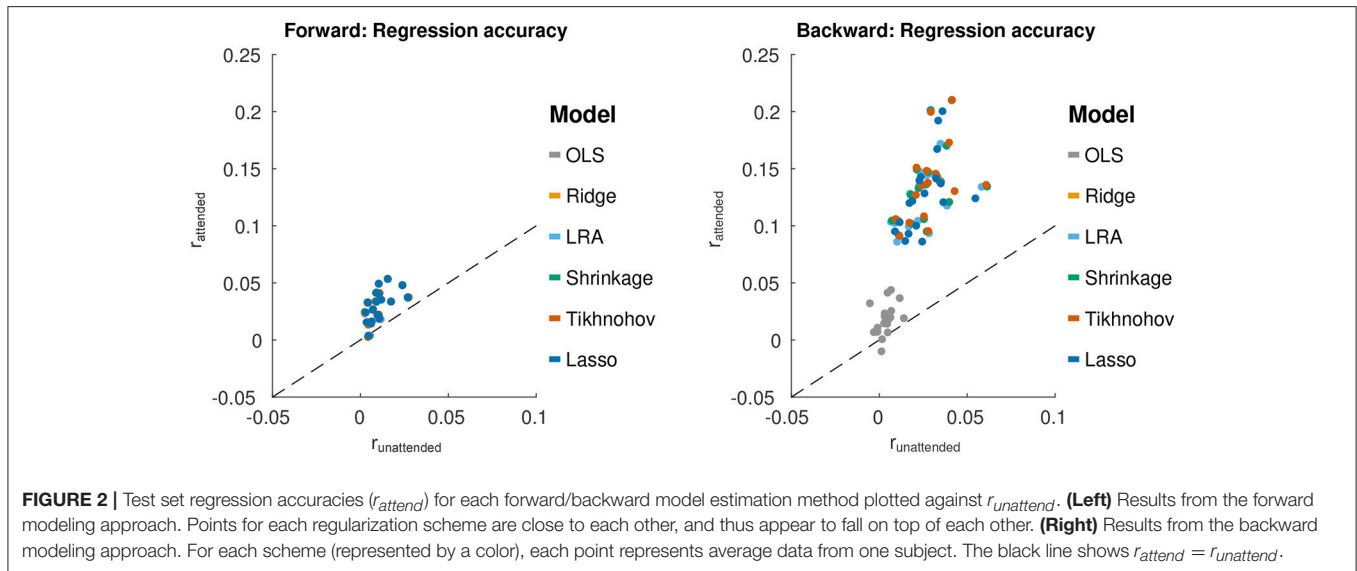 Forward: Regression accuracy
0.25
0.2
0.15
0.1
0.05
0
-0.05
-0.05 0 0.05 0.1
r_attended
r_unattended
Model
OLS
Ridge
LRA
Shrinkage
Tikhnohov
Lasso
Backward: Regression accuracy
0.25
0.2
0.15
0.1
0.05
0
-0.05
-0.05 0 0.05 0.1
r_attended
r_unattended
Model
OLS
Ridge
LRA
Shrinkage
Tikhnohov
Lasso
FIGURE 2 | Test set regression accuracies (r_attend) for each forward/backward model estimation method plotted against r_unattend. (Left) Results from the forward
modeling approach. Points for each regularization scheme are close to each other, and thus appear to fall on top of each other. (Right) Results from the backward
modeling approach. For each scheme (represented by a color), each point represents average data from one subject. The black line shows r_attend = r_unattend.